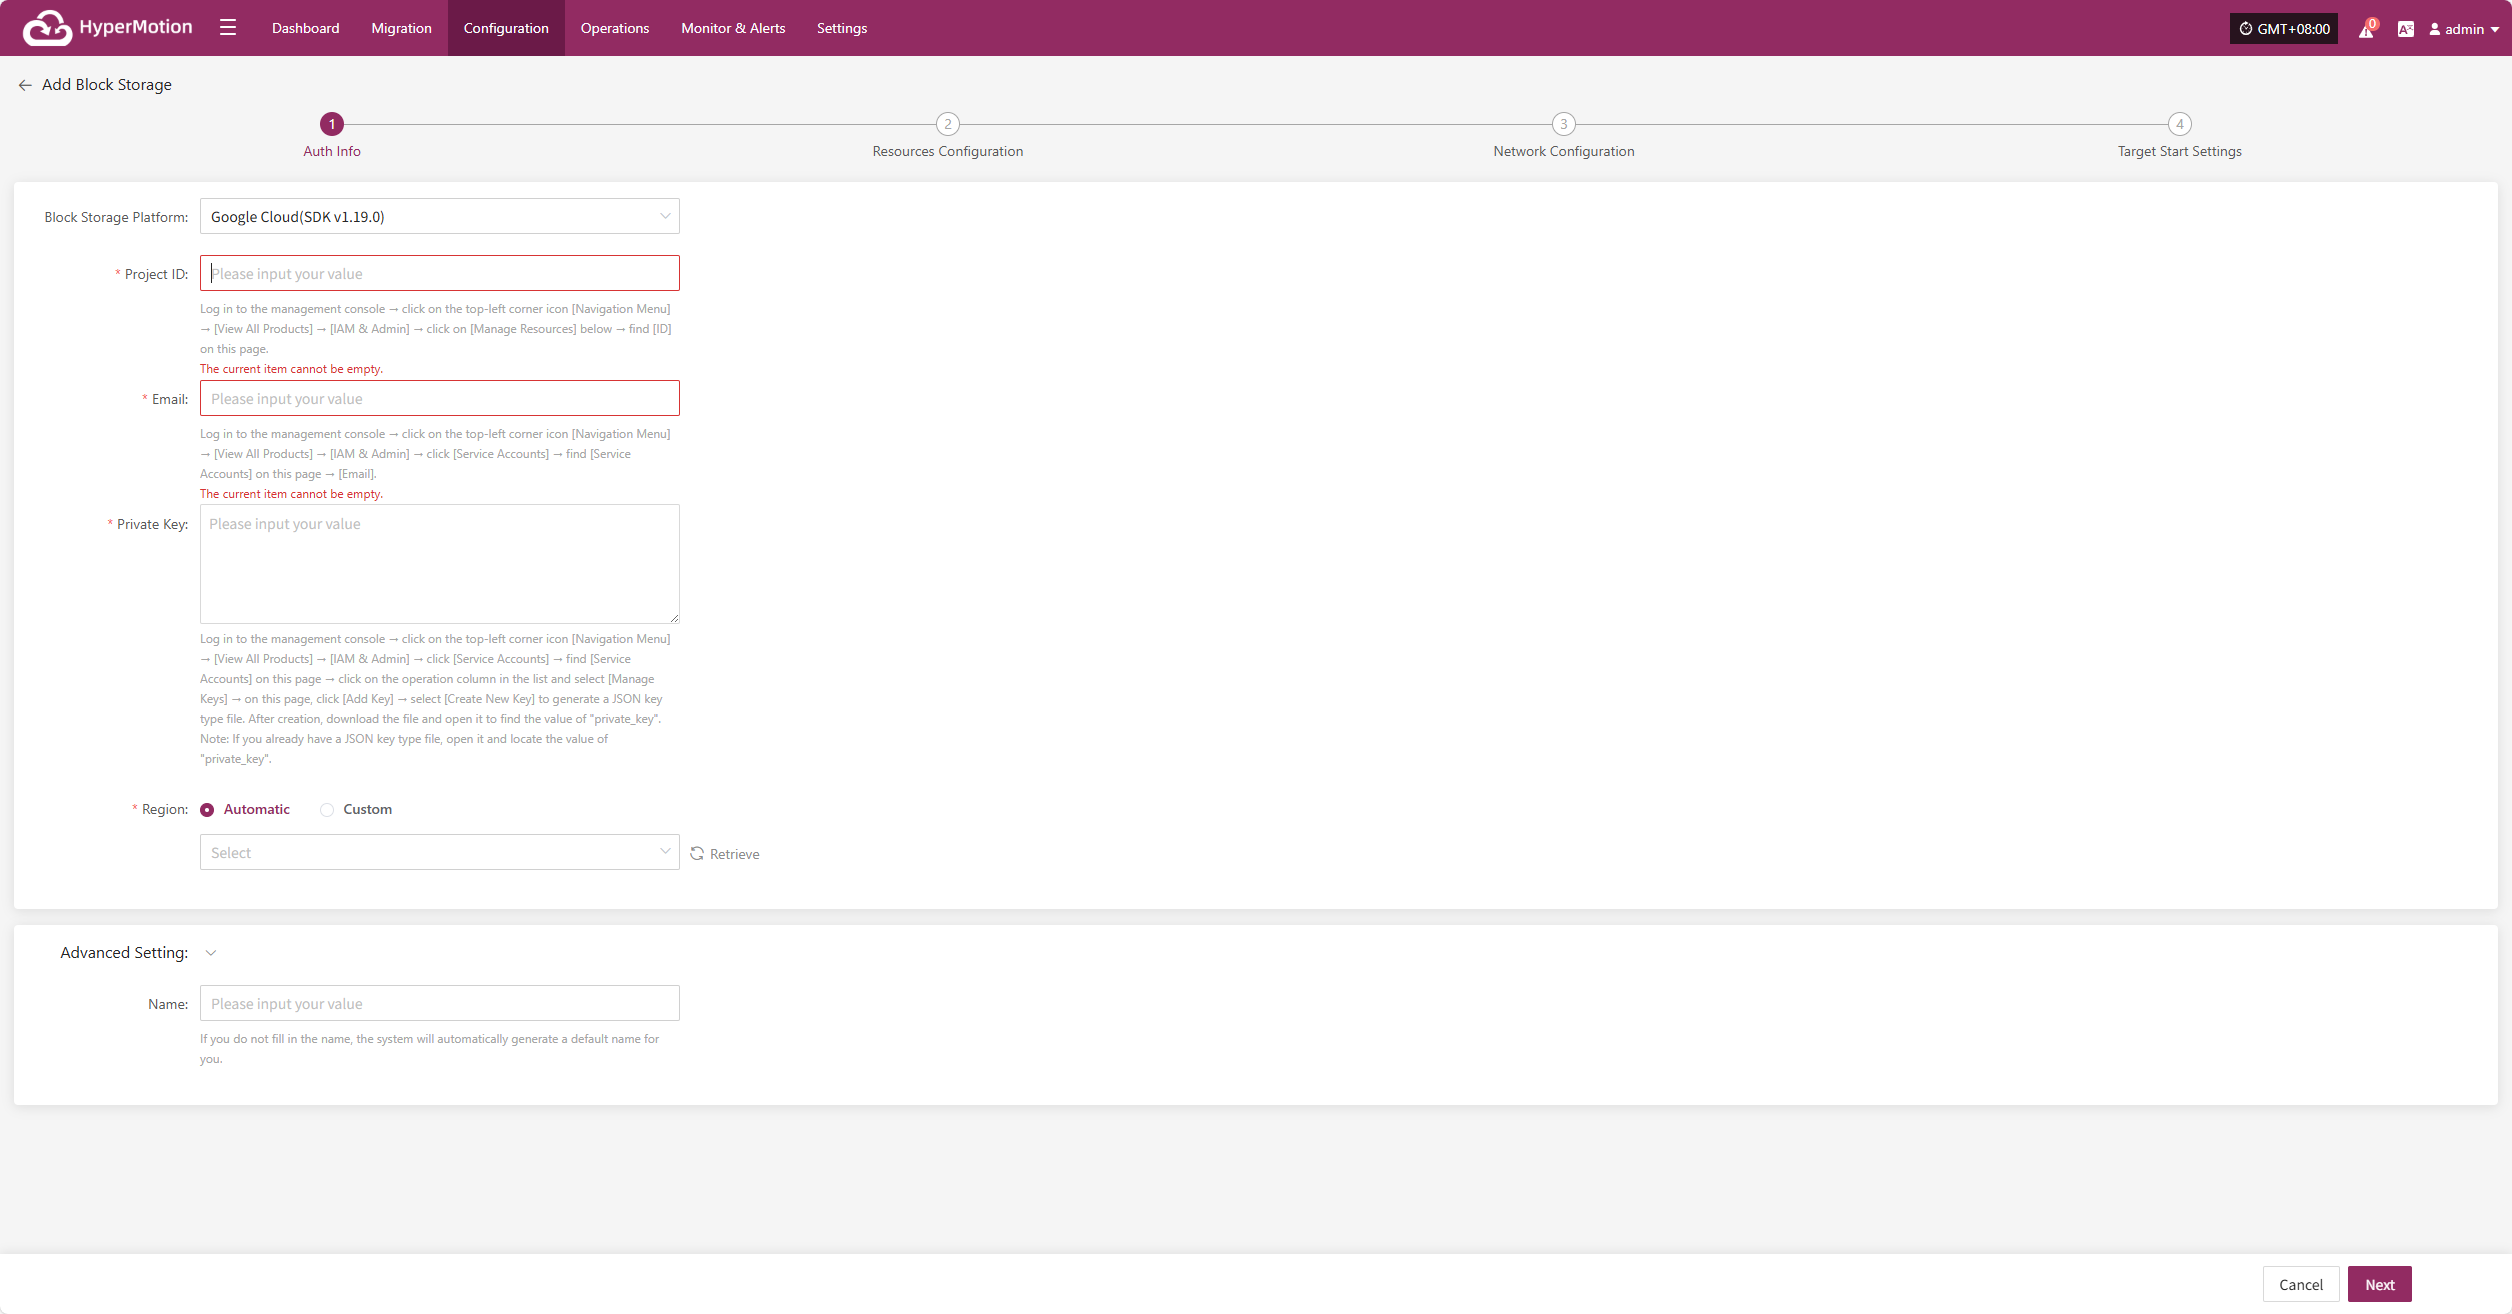 HyperMotion
Dashboard
Migration
Configuration
Operations
Monitor & Alerts
Settings
GMT+08:00
0
admin
Add Block Storage
1
2
3
4
Auth Info
Resources Configuration
Network Configuration
Target Start Settings
Block Storage Platform:
Google Cloud(SDK v1.19.0)
* Project ID:
Please input your value
Log in to the management console → click on the top-left corner icon [Navigation Menu]
→ [View All Products] → [IAM & Admin] → click on [Manage Resources] below → find [ID]
on this page.
The current item cannot be empty.
* Email:
Please input your value
Log in to the management console → click on the top-left corner icon [Navigation Menu]
→ [View All Products] → [IAM & Admin] → click [Service Accounts] → find [Service
Accounts] on this page → [Email].
The current item cannot be empty.
* Private Key:
Please input your value
Log in to the management console → click on the top-left corner icon [Navigation Menu]
→ [View All Products] → [IAM & Admin] → click [Service Accounts] → find [Service
Accounts] on this page → click on the operation column in the list and select [Manage
Keys] → on this page, click [Add Key] → select [Create New Key] to generate a JSON key
type file. After creation, download the file and open it to find the value of "private_key".
Note: If you already have a JSON key type file, open it and locate the value of
"private_key".
* Region:
Automatic
Custom
Select
Retrieve
Advanced Setting:
Name:
Please input your value
If you do not fill in the name, the system will automatically generate a default name for
you.
Cancel
Next